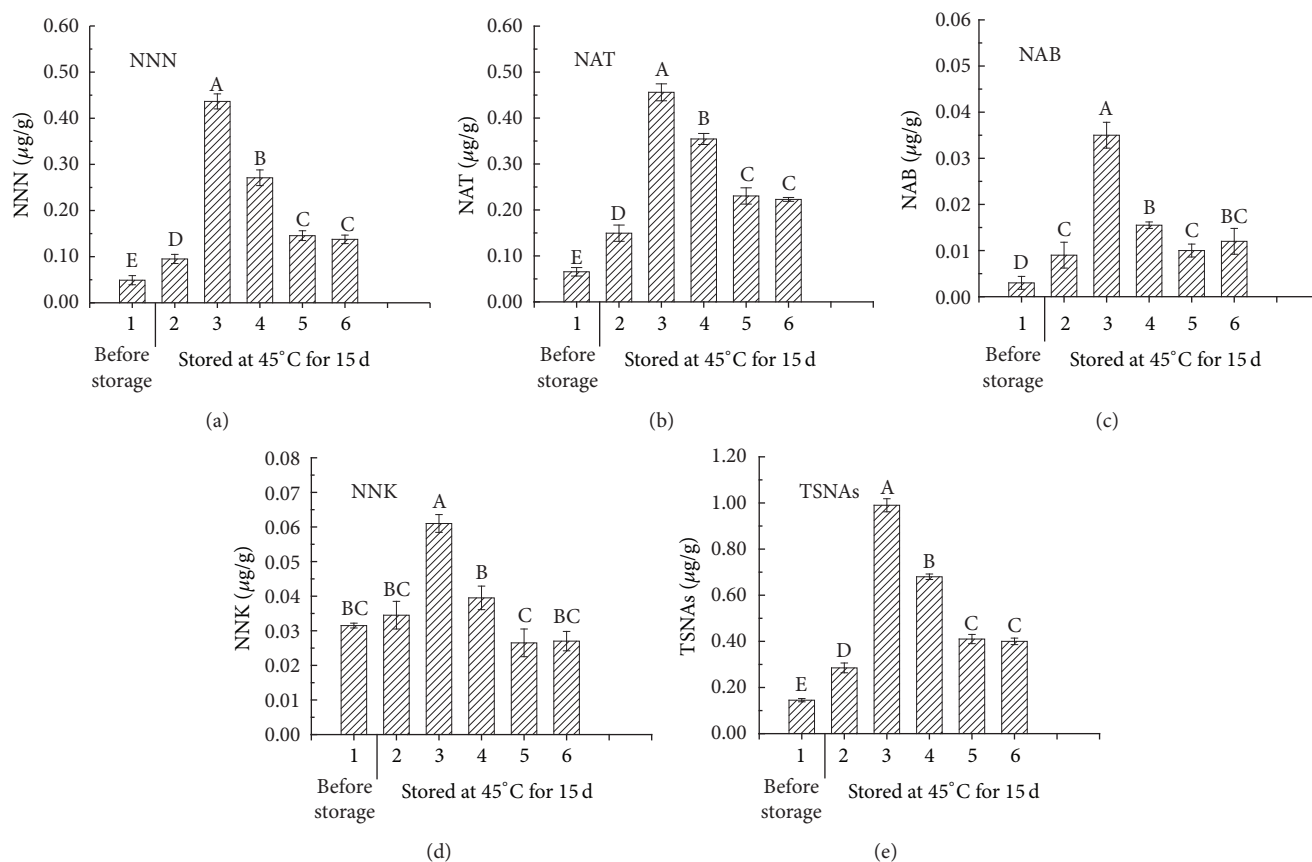 0.60
0.50
0.40
0.30
0.20
0.10
0.00
NNN (μg/g)
NNN
E
D
A
B
C
C
1 2 3 4 5 6
Before
storage
Stored at 45°C for 15 d
(a)
0.60
0.50
0.40
0.30
0.20
0.10
0.00
NAT (μg/g)
NAT
E
D
A
B
C
C
1 2 3 4 5 6
Before
storage
Stored at 45°C for 15 d
(b)
0.06
0.05
0.04
0.03
0.02
0.01
0.00
NAB (μg/g)
NAB
D
C
A
B
C
BC
1 2 3 4 5 6
Before
storage
Stored at 45°C for 15 d
(c)
0.08
0.07
0.06
0.05
0.04
0.03
0.02
0.01
0.00
NNK (μg/g)
NNK
BC
BC
A
B
C
BC
1 2 3 4 5 6
Before
storage
Stored at 45°C for 15 d
(d)
1.20
1.00
0.80
0.60
0.40
0.20
0.00
TSNAs (μg/g)
TSNAs
E
D
A
B
C
C
1 2 3 4 5 6
Before
storage
Stored at 45°C for 15 d
(e)